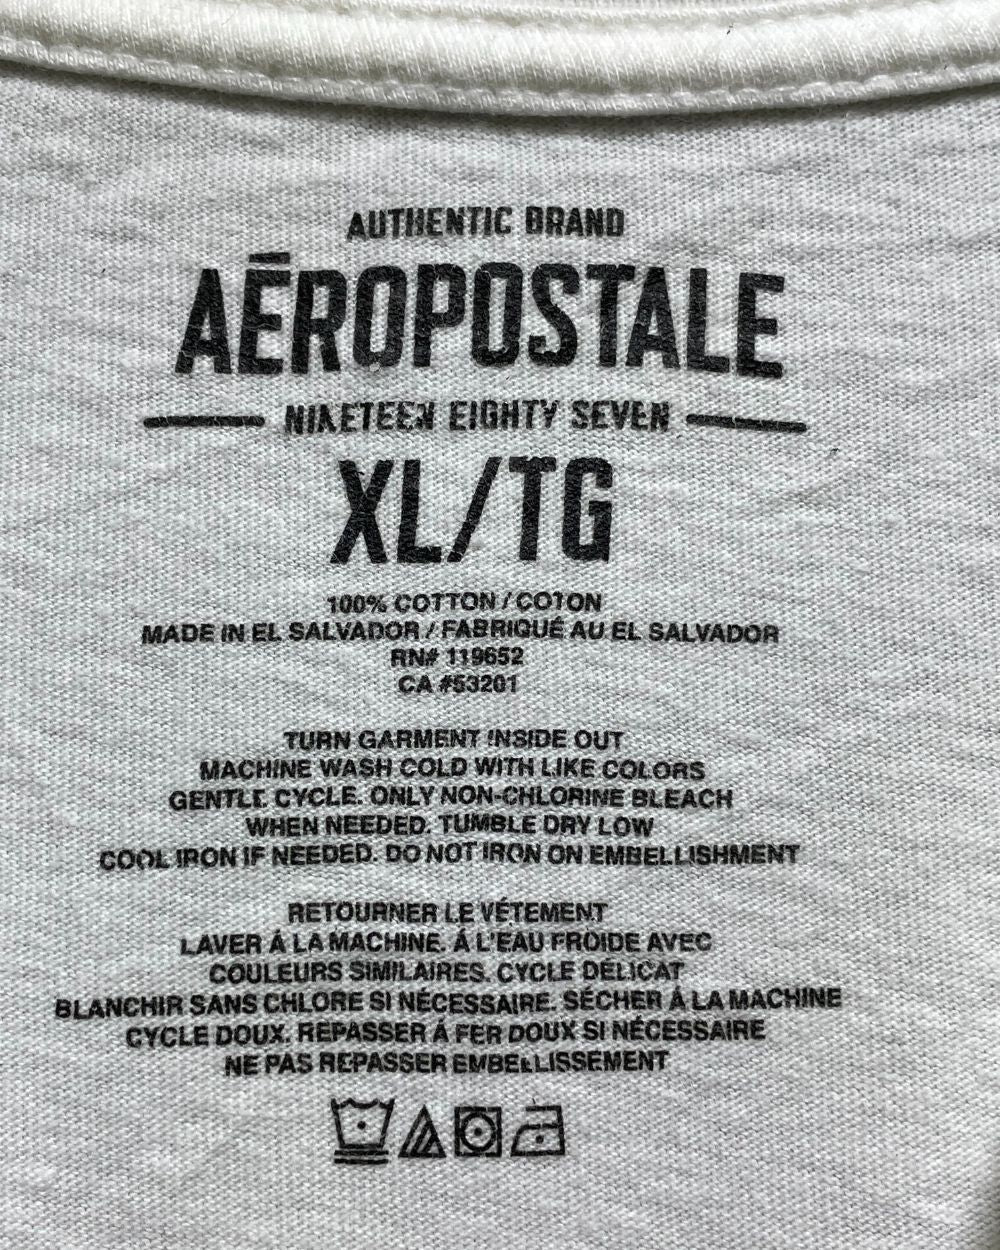 AUTHENTIC BRAND
AÉROPOSTALE
NINETEEN EIGHTY SEVEN
XL/TG
100% COTTON / COTON
MADE IN EL SALVADOR / FABRIQUÉ AU EL SALVADOR
RN# 119652
CA #53201
TURN GARMENT INSIDE OUT
MACHINE WASH COLD WITH LIKE COLORS
GENTLE CYCLE. ONLY NON-CHLORINE BLEACH
WHEN NEEDED. TUMBLE DRY LOW
COOL IRON IF NEEDED. DO NOT IRON ON EMBELLISHMENT
RETOURNER LE VÉTEMENT
LAVER Á LA MACHINE. Á L'EAU FROIDE AVEC
COULEURS SIMILAIRES. CYCLE DÉLICAT
BLANCHIR SANS CHLORE SI NÉCESSAIRE. SÉCHER Á LA MACHINE
CYCLE DOUX. REPASSER Á FER DOUX SI NÉCESSAIRE
NE PAS REPASSER EMBELLISSEMENT